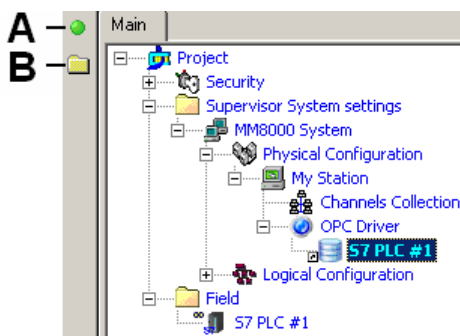 A
B
Main
Project
Security
Supervisor System settings
MM8000 System
Physical Configuration
My Station
Channels Collection
OPC Driver
S7 PLC #1
Logical Configuration
Field
S7 PLC #1